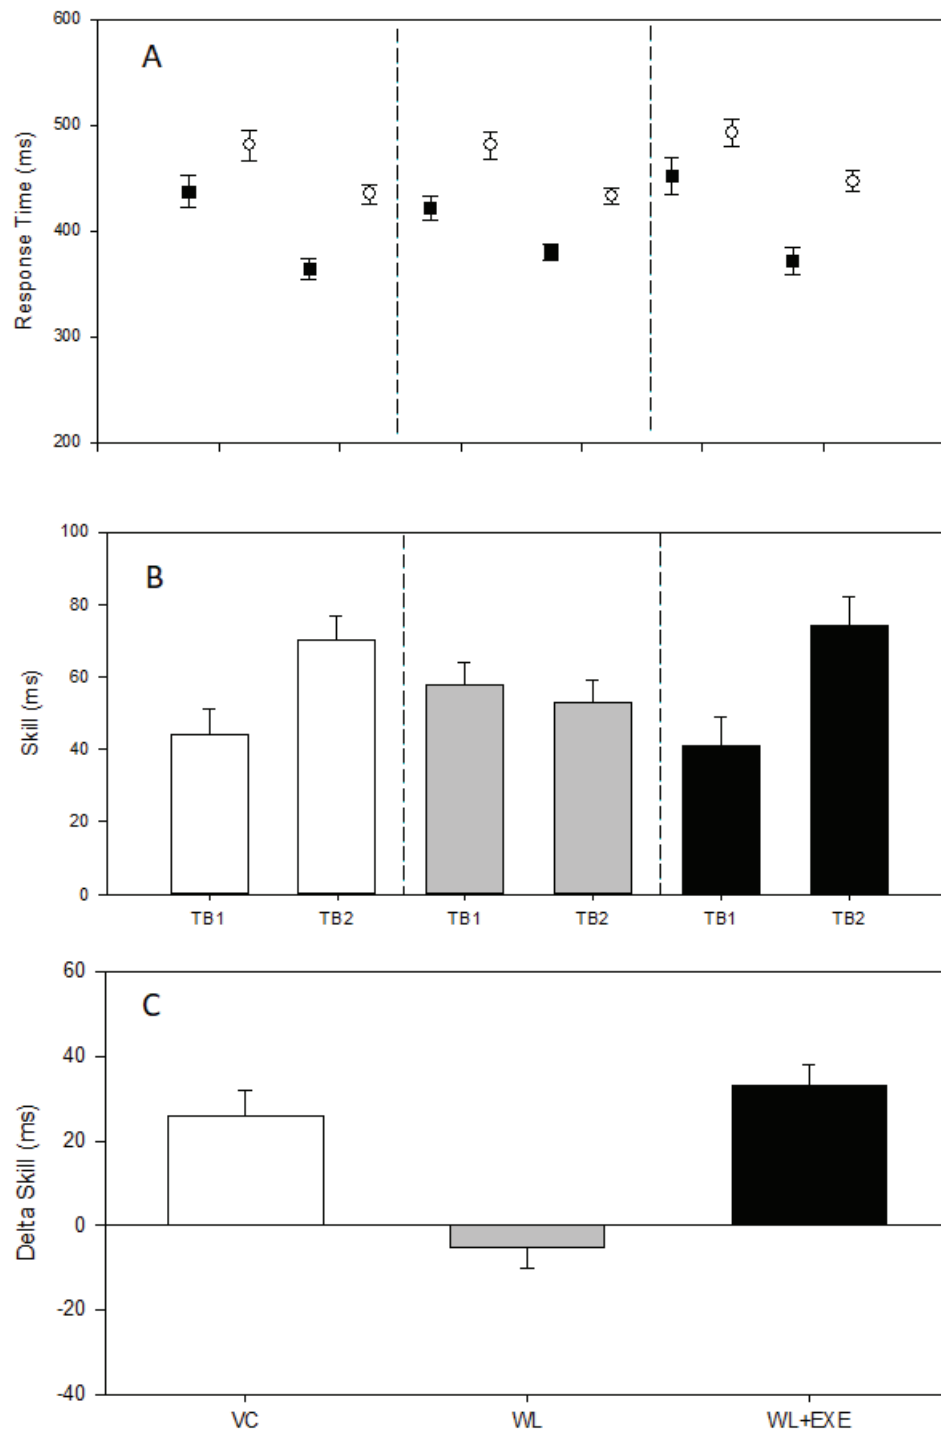 600
A
500
400
300
200
Response Time (ms)
100
B
80
60
40
20
0
Skill (ms)
TB1 TB2 TB1 TB2 TB1 TB2
60
C
40
20
0
-20
-40
Delta Skill (ms)
VC WL WL+EXE